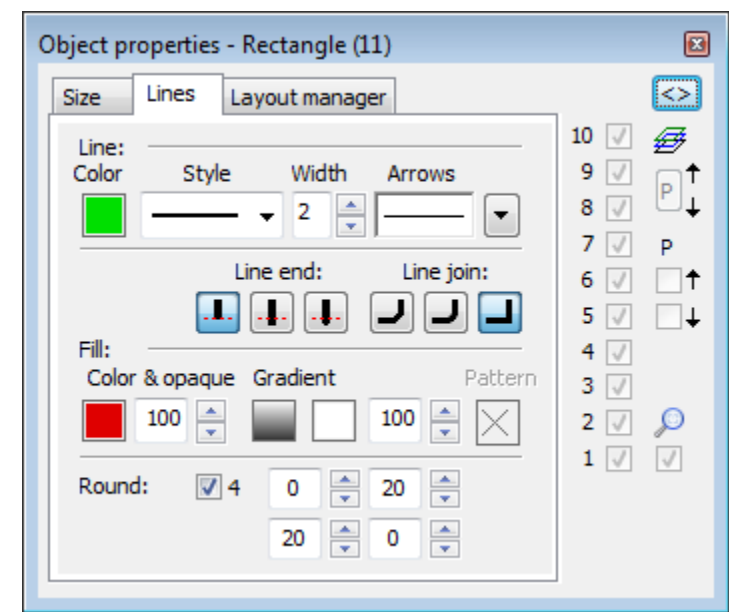 Object properties - Rectangle (11)
Size Lines Layout manager <>
Line:
Color Style Width Arrows
2
Line end: Line join:
Fill:
Color & opaque Gradient Pattern
100 100
Round: 4 0 20
20 0
10
9
P
8
7 P
6
5
4
3
2
1